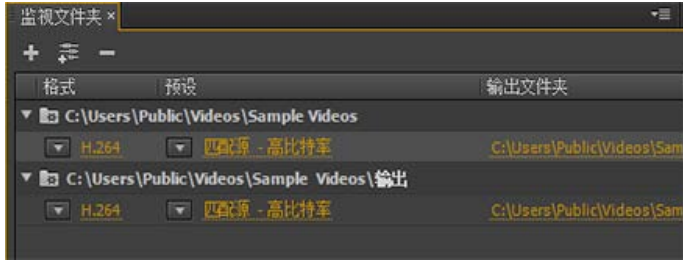 监视文件夹 ×
格式 预设 输出文件夹
C:\Users\Public\Videos\Sample Videos
H.264 匹配源 - 高比特率 C:\Users\Public\Videos\Sam
C:\Users\Public\Videos\Sample Videos\输出
H.264 匹配源 - 高比特率 C:\Users\Public\Videos\Sam